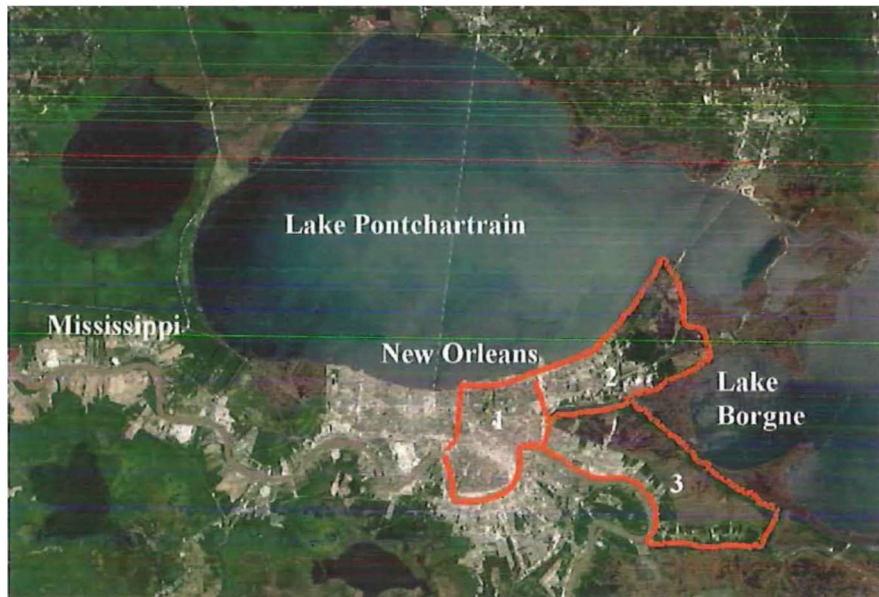 Lake Pontchartrain
Mississippi
New Orleans
2
Lake
Borgne
1
3